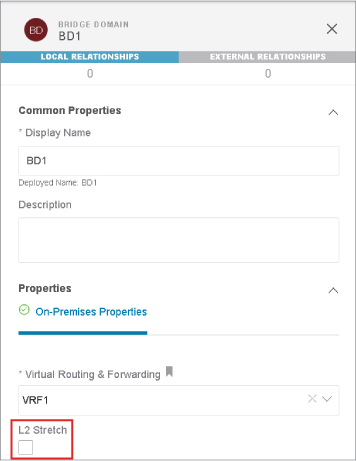 BD
BRIDGE DOMAIN
BD1
LOCAL RELATIONSHIPS
EXTERNAL RELATIONSHIPS
0
0
Common Properties
* Display Name
BD1
Deployed Name: BD1
Description
Properties
On-Premises Properties
* Virtual Routing & Forwarding
VRF1
L2 Stretch